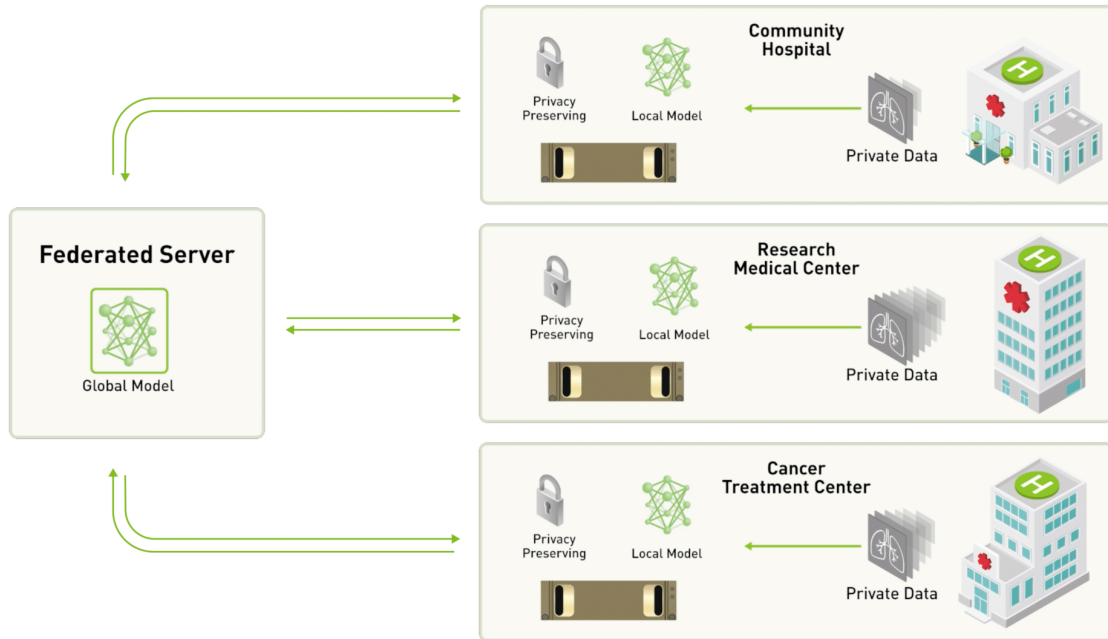 Federated Server
Global Model
Community
Hospital
Privacy
Preserving
Local Model
Private Data
H
Research
Medical Center
Privacy
Preserving
Local Model
Private Data
H
Cancer
Treatment Center
Privacy
Preserving
Local Model
Private Data
H